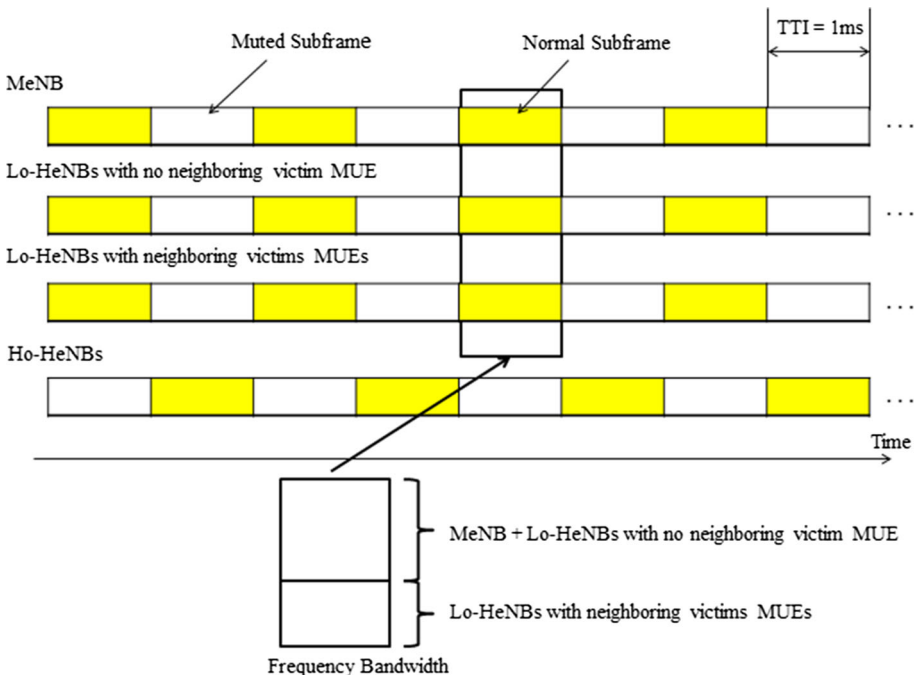 TTI = 1ms
Muted Subframe
Normal Subframe
MeNB
...
Lo-HeNBs with no neighboring victim MUE
...
Lo-HeNBs with neighboring victims MUEs
...
Ho-HeNBs
...
Time
MeNB + Lo-HeNBs with no neighboring victim MUE
Lo-HeNBs with neighboring victims MUEs
Frequency Bandwidth